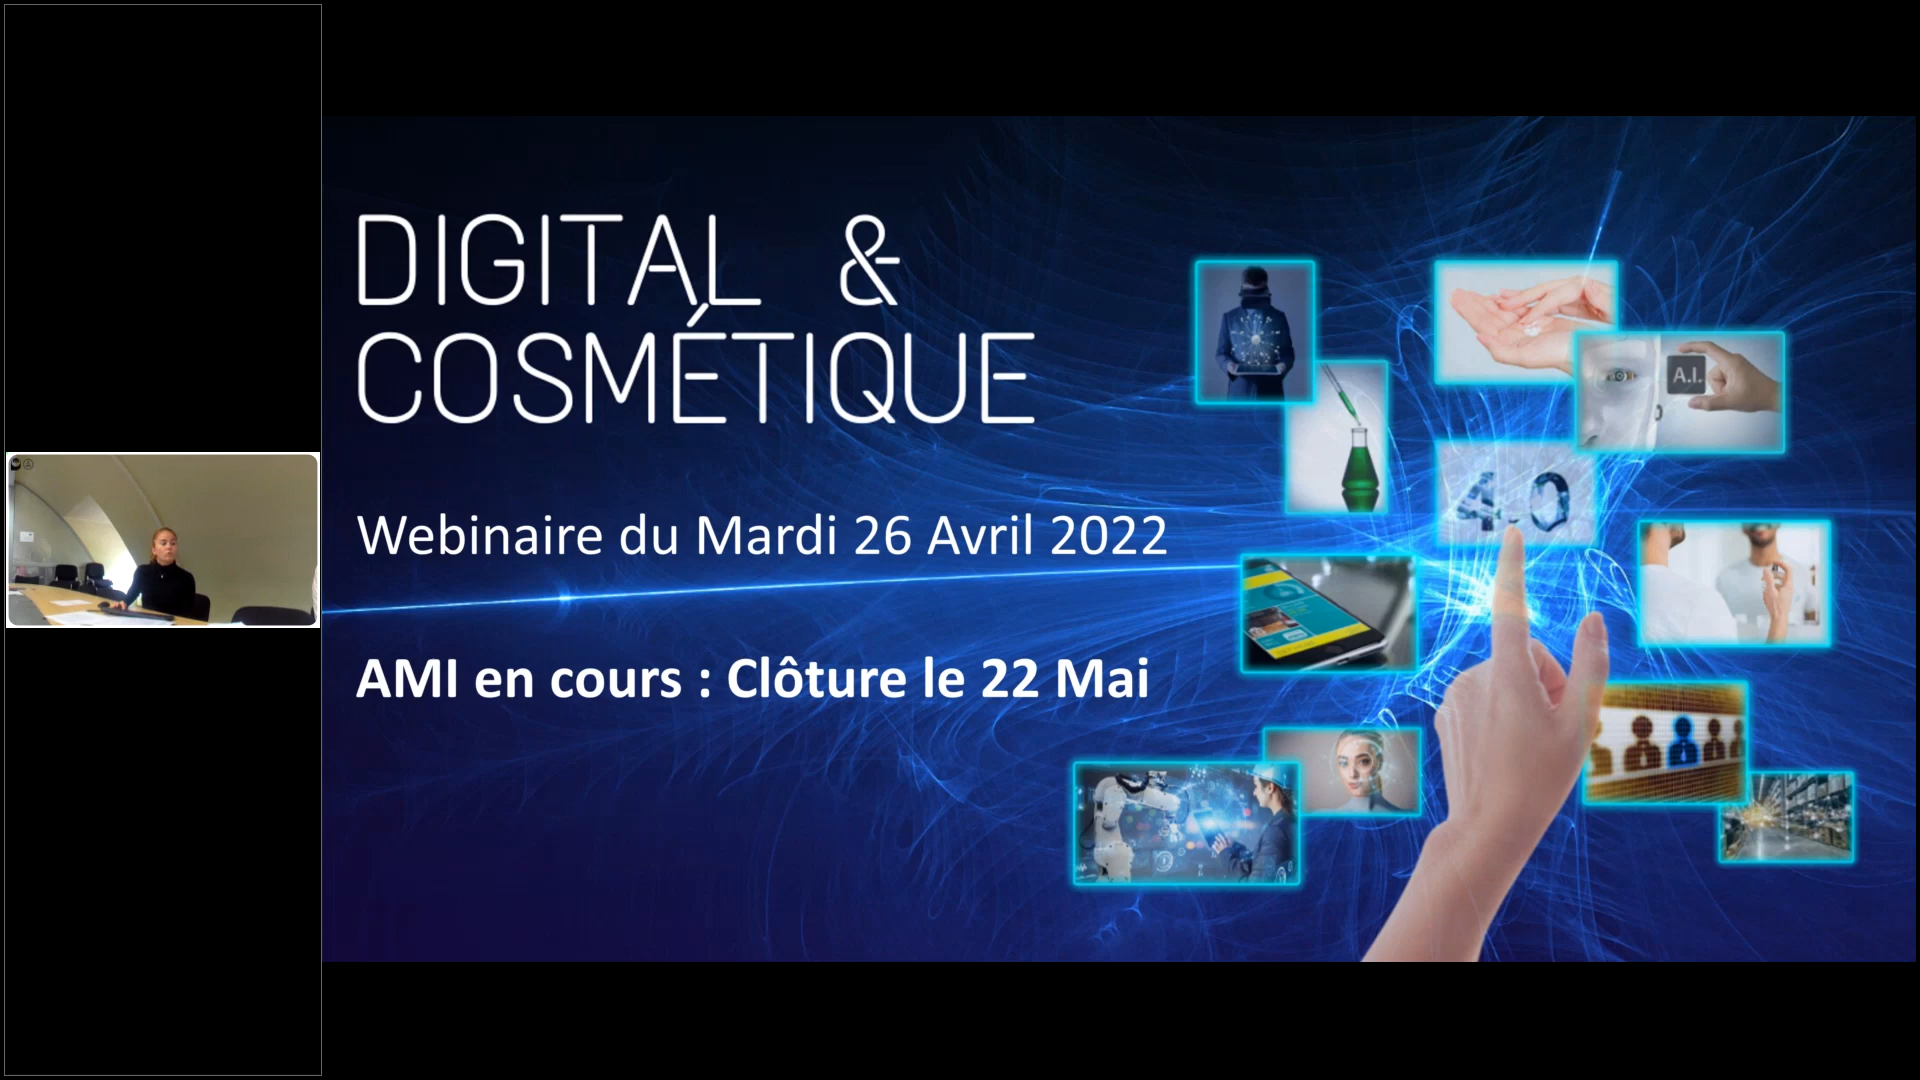 DIGITAL &
COSMÉTIQUE
Webinaire du Mardi 26 Avril 2022
AMI en cours : Clôture le 22 Mai
A.I.
4.0